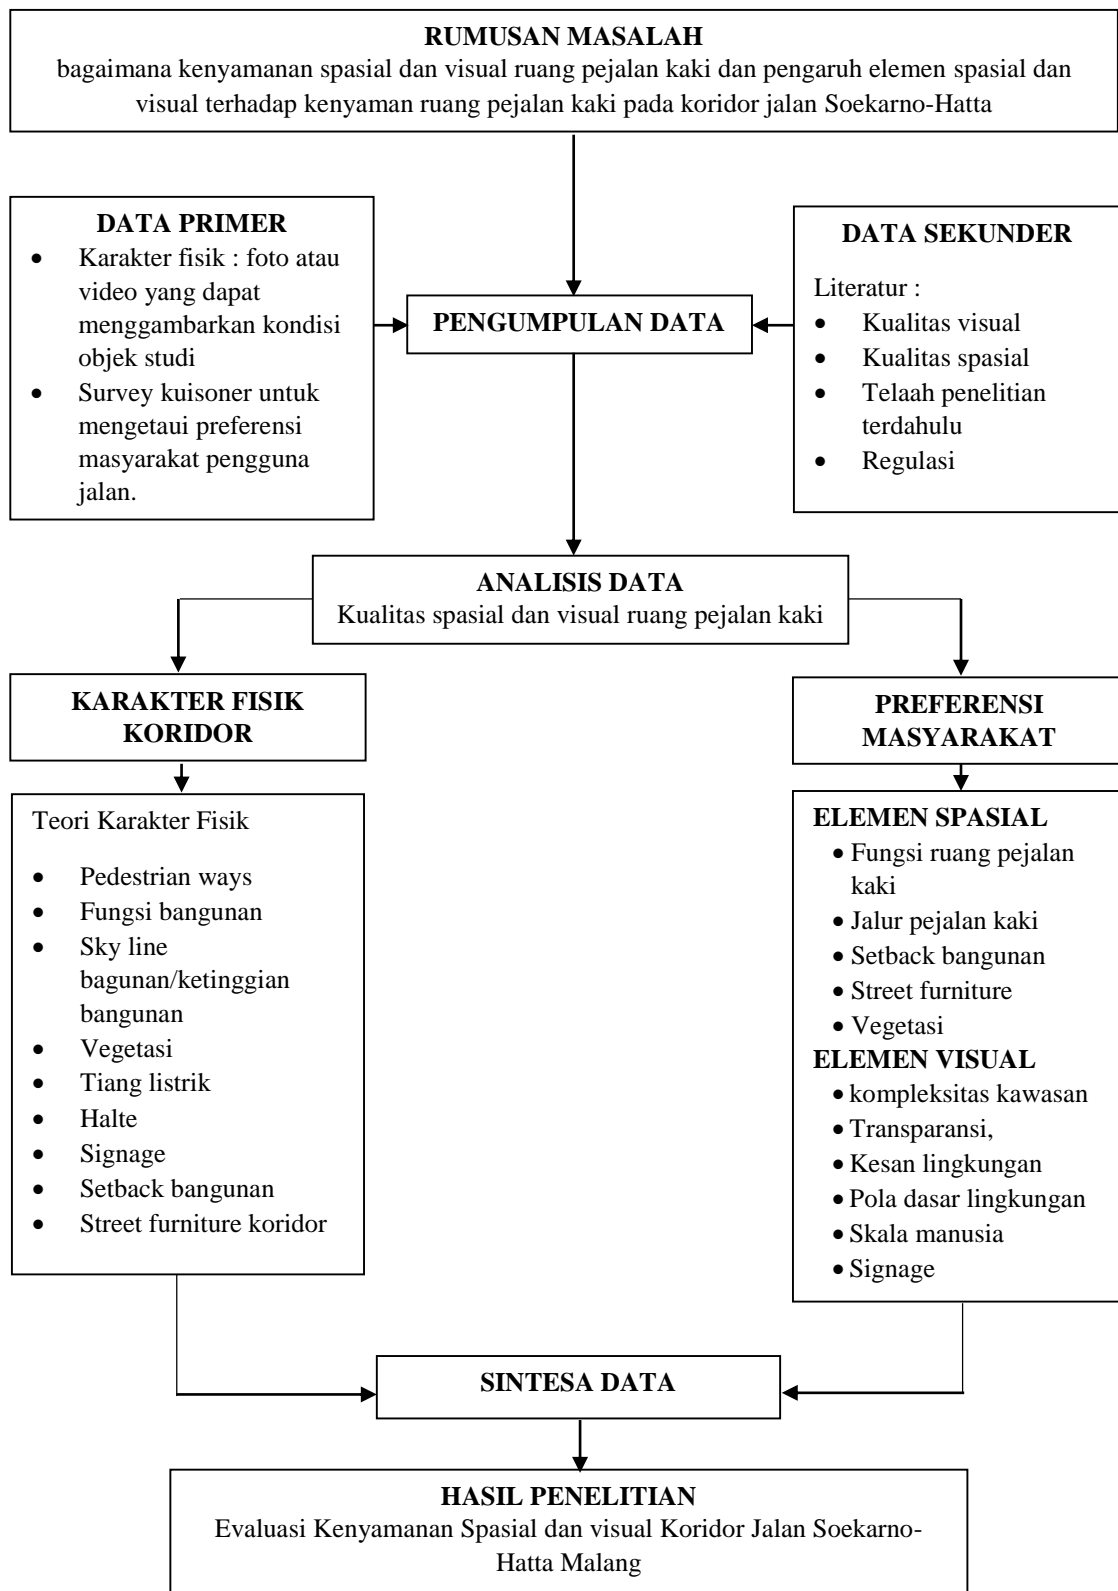 RUMUSAN MASALAH
bagaimana kenyamanan spasial dan visual ruang pejalan kaki dan pengaruh elemen spasial dan
visual terhadap kenyaman ruang pejalan kaki pada koridor jalan Soekarno-Hatta
DATA PRIMER
• Karakter fisik : foto atau
video yang dapat
menggambarkan kondisi
objek studi
• Survey kuisoner untuk
mengetaui preferensi
masyarakat pengguna
jalan.
PENGUMPULAN DATA
DATA SEKUNDER
Literatur :
• Kualitas visual
• Kualitas spasial
• Telaah penelitian
terdahulu
• Regulasi
ANALISIS DATA
Kualitas spasial dan visual ruang pejalan kaki
KARAKTER FISIK
KORIDOR
Teori Karakter Fisik
• Pedestrian ways
• Fungsi bangunan
• Sky line
bagunan/ketinggian
bangunan
• Vegetasi
• Tiang listrik
• Halte
• Signage
• Setback bangunan
• Street furniture koridor
PREFERENSI
MASYARAKAT
ELEMEN SPASIAL
• Fungsi ruang pejalan
kaki
• Jalur pejalan kaki
• Setback bangunan
• Street furniture
• Vegetasi
ELEMEN VISUAL
• kompleksitas kawasan
• Transparansi,
• Kesan lingkungan
• Pola dasar lingkungan
• Skala manusia
• Signage
SINTESA DATA
HASIL PENELITIAN
Evaluasi Kenyamanan Spasial dan visual Koridor Jalan Soekarno-
Hatta Malang